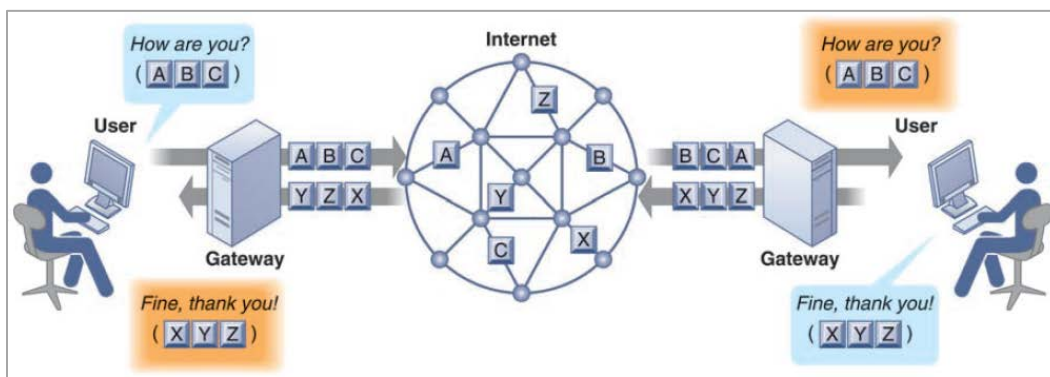 How are you?
( A B C )
User
Gateway
A B C
Y Z X
Fine, thank you!
( X Y Z )
Internet
Z
A
B
Y
C
X
B C A
X Y Z
Gateway
How are you?
( A B C )
User
Fine, thank you!
( X Y Z )